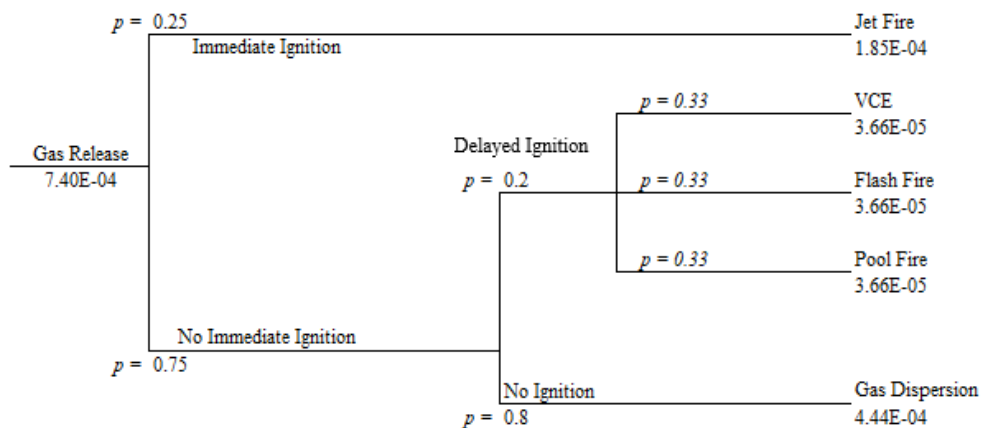 p = 0.25
Immediate Ignition
Jet Fire
1.85E-04
p = 0.33
VCE
3.66E-05
Gas Release
7.40E-04
Delayed Ignition
p = 0.2
p = 0.33
Flash Fire
3.66E-05
p = 0.33
Pool Fire
3.66E-05
No Immediate Ignition
p = 0.75
No Ignition
p = 0.8
Gas Dispersion
4.44E-04